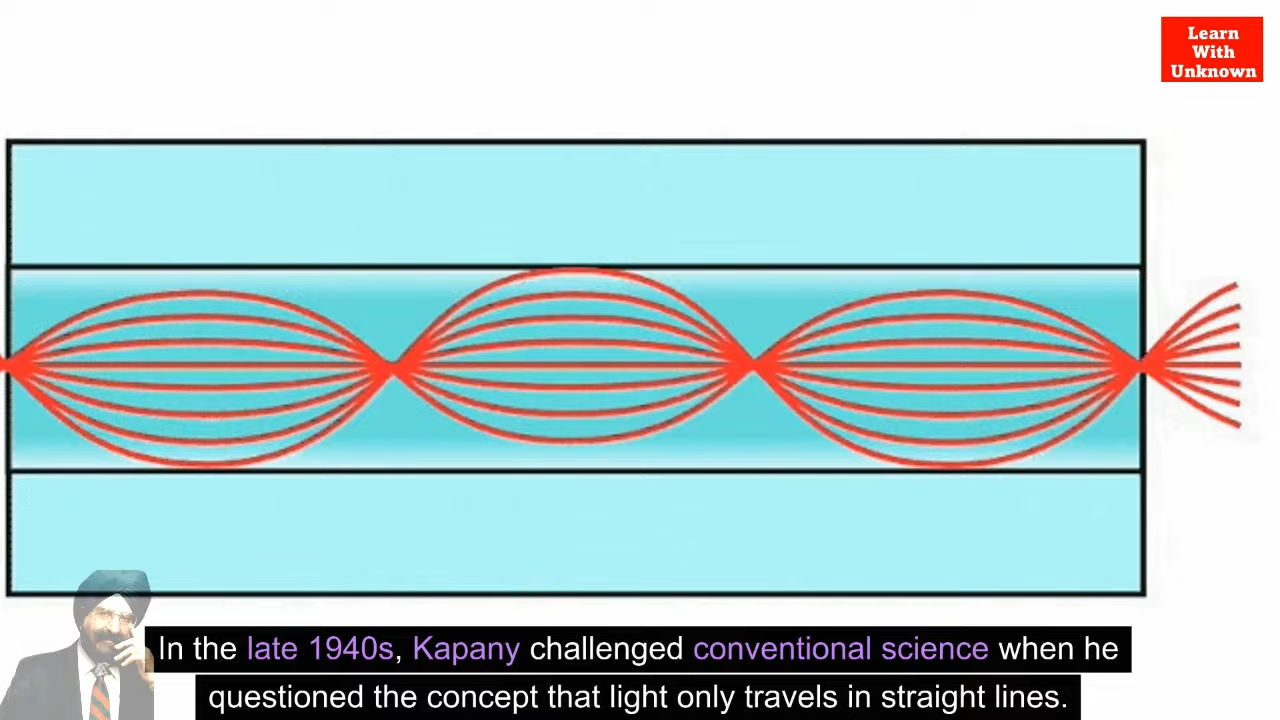 Learn
With
Unknown
In the late 1940s, Kapany challenged conventional science when he
questioned the concept that light only travels in straight lines.